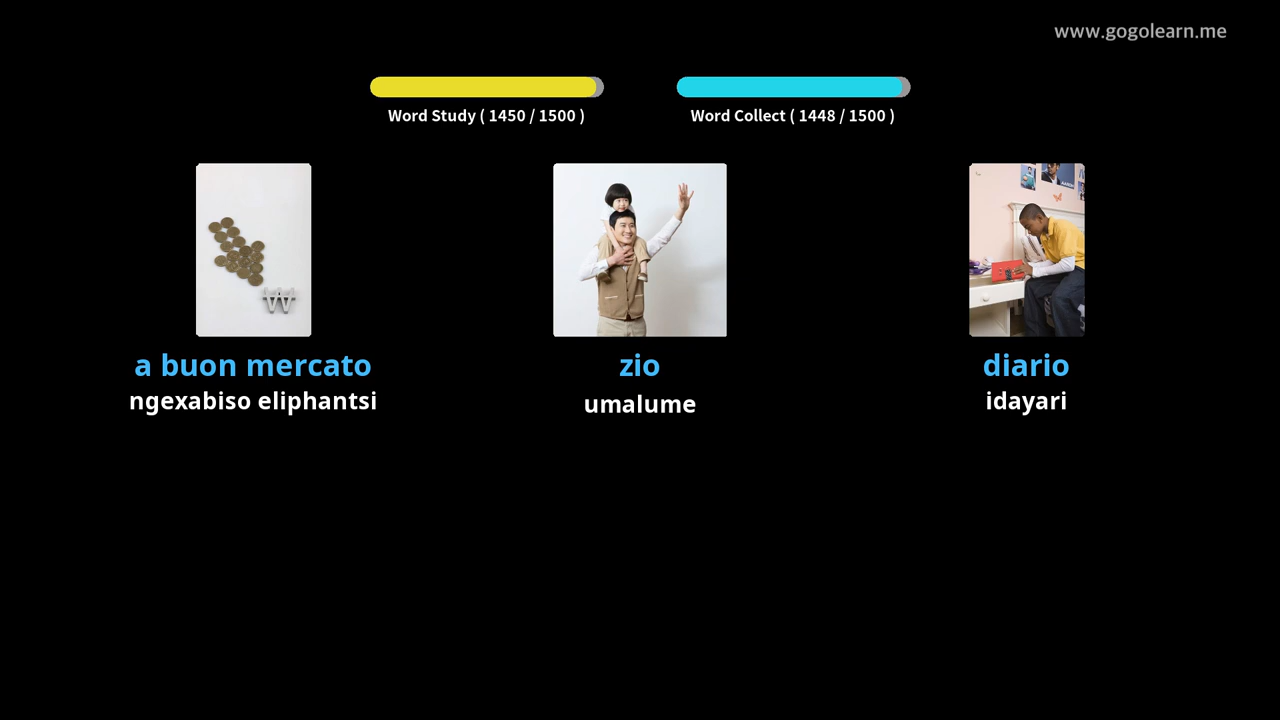 www.gogolearn.me
Word Study ( 1450 / 1500 )
Word Collect ( 1448 / 1500 )
a buon mercato
ngexabiso eliphantsi
zio
umalume
diario
idayari